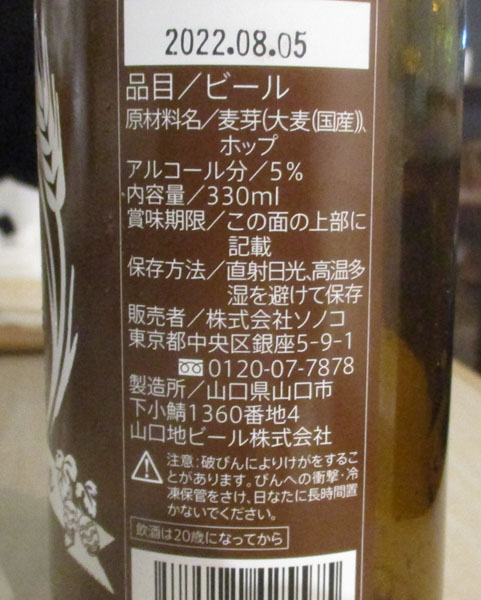 2022.08.05
品目／ビール
原材料名／麦芽(大麦(国産))、
ホップ
アルコール分／5%
内容量／330ml
賞味期限／この面の上部に
記載
保存方法／直射日光、高温多
湿を避けて保存
販売者／株式会社ソノコ
東京都中央区銀座5-9-1
0120-07-7878
製造所／山口県山口市
下小鯖1360番地4
山口地ビール株式会社
注意:破びんによりけがをするこ
とがあります。びんへの衝撃・冷
凍保管をさけ、日なたに長時間置
かないでください。
飲酒は20歳になってから